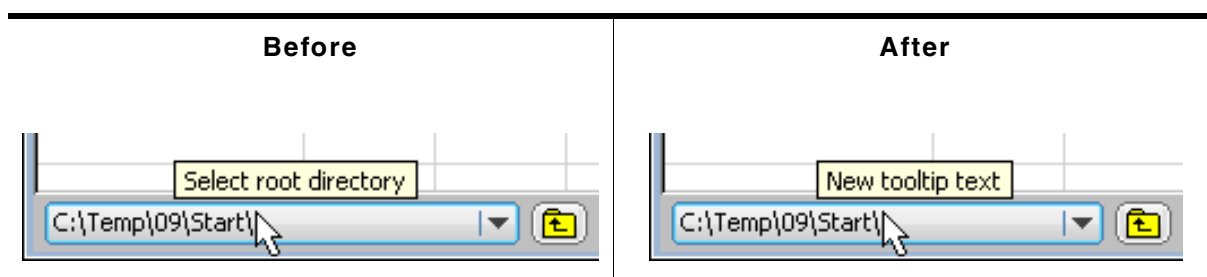 Before
After
Select root directory
C:\Temp\09\Start\
New tooltip text
C:\Temp\09\Start\